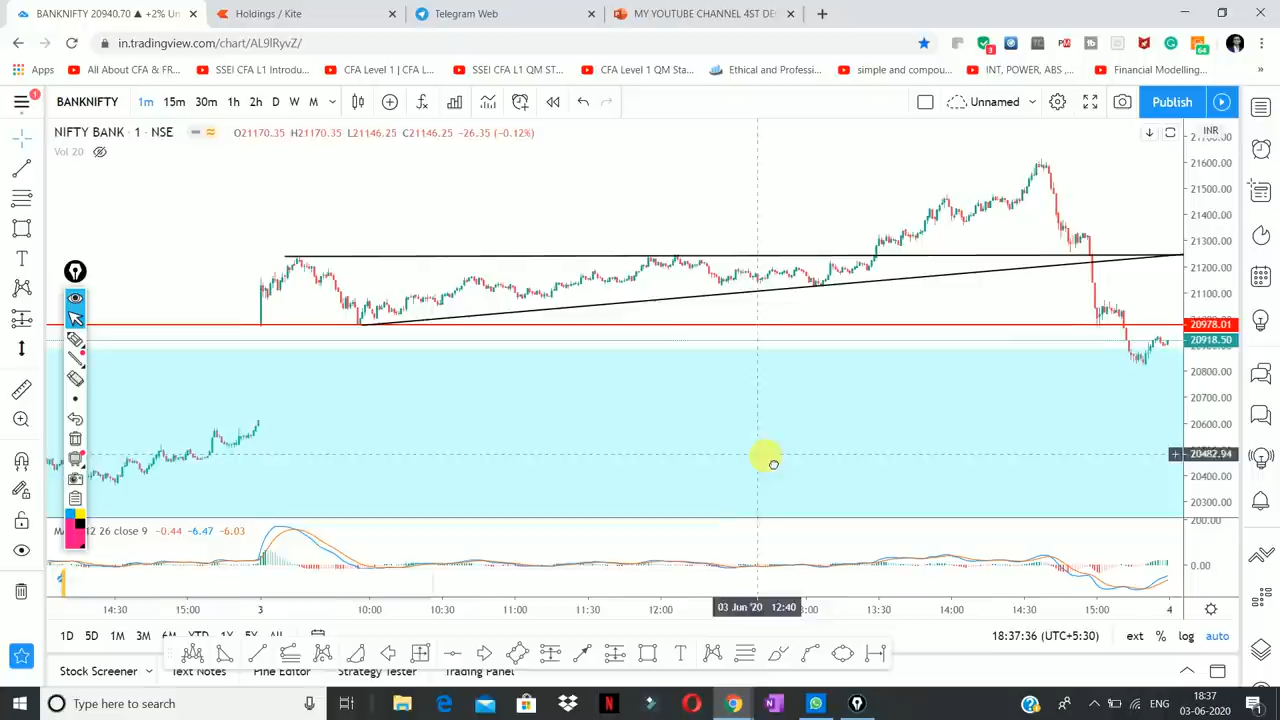 BANKNIFTY 20940.70 ▲ +2% Un
Holdings / Kite
Telegram Web
MY YOUTUBE CHANNEL 4ST DE
in.tradingview.com/chart/AL9lRyvZ/
Apps
All About CFA & FR...
SSEI CFA L1 Introdu...
CFA Level 1 | CFA L...
SSEI CFA L1 QM ST...
CFA Level 1 QM Sta...
Ethical and Professi...
simple and compou...
INT, POWER, ABS ,...
Financial Modelling...
BANKNIFTY
1m 15m 30m 1h 2h D W M
Unnamed
Publish
NIFTY BANK · 1 · NSE
O21170.35 H21170.35 L21146.25 C21146.25 −26.35 (−0.12%)
INR
Vol 20
21600.00
21500.00
21400.00
21300.00
21200.00
21100.00
20978.01
20918.50
20800.00
20700.00
20600.00
20482.94
20400.00
20300.00
200.00
12 26 close 9 −0.44 −6.47 −6.03
0.00
14:30 15:00 3 10:00 10:30 11:00 11:30 12:00 03 Jun '20 12:40 13:30 14:00 14:30 15:00 4
1D 5D 1M 3M 6M YTD 1Y 5Y All
18:37:36 (UTC+5:30) ext % log auto
Stock Screener
Text Notes
Pine Editor
Strategy Tester
Trading Panel
Type here to search
ENG
18:37
03-06-2020